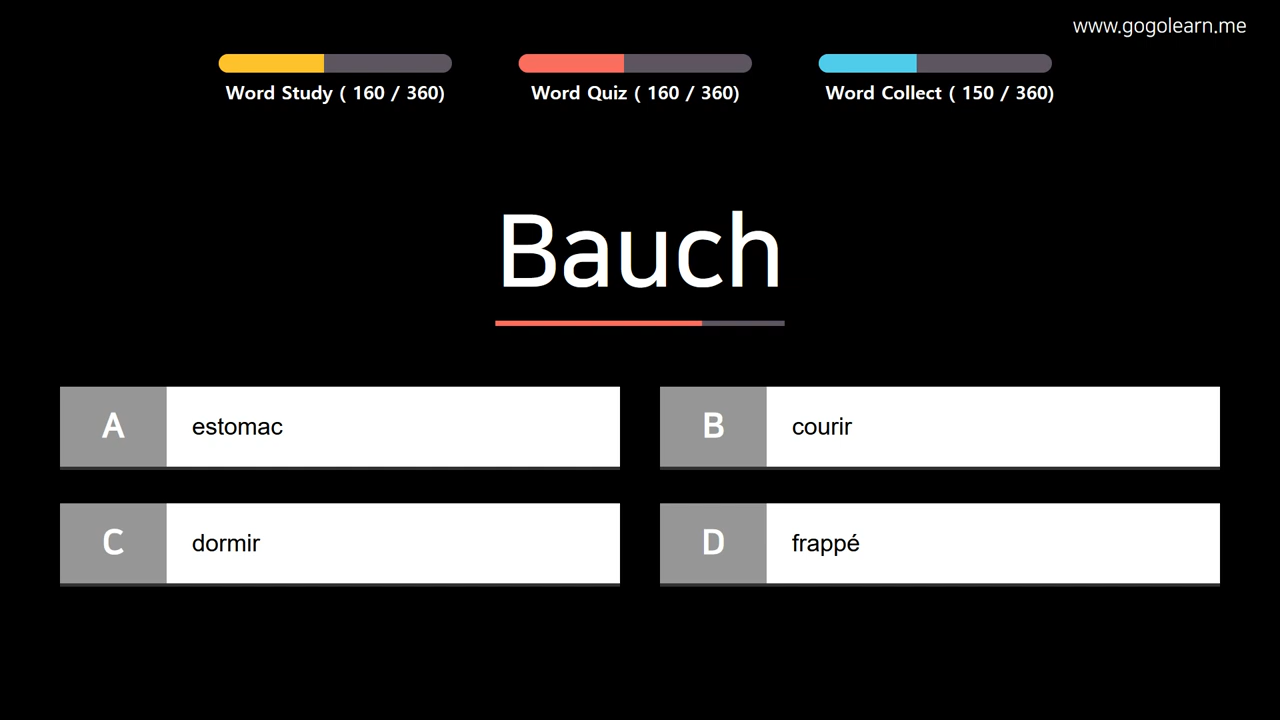 www.gogolearn.me
Word Study ( 160 / 360)
Word Quiz ( 160 / 360)
Word Collect ( 150 / 360)
Bauch
A estomac
B courir
C dormir
D frappé